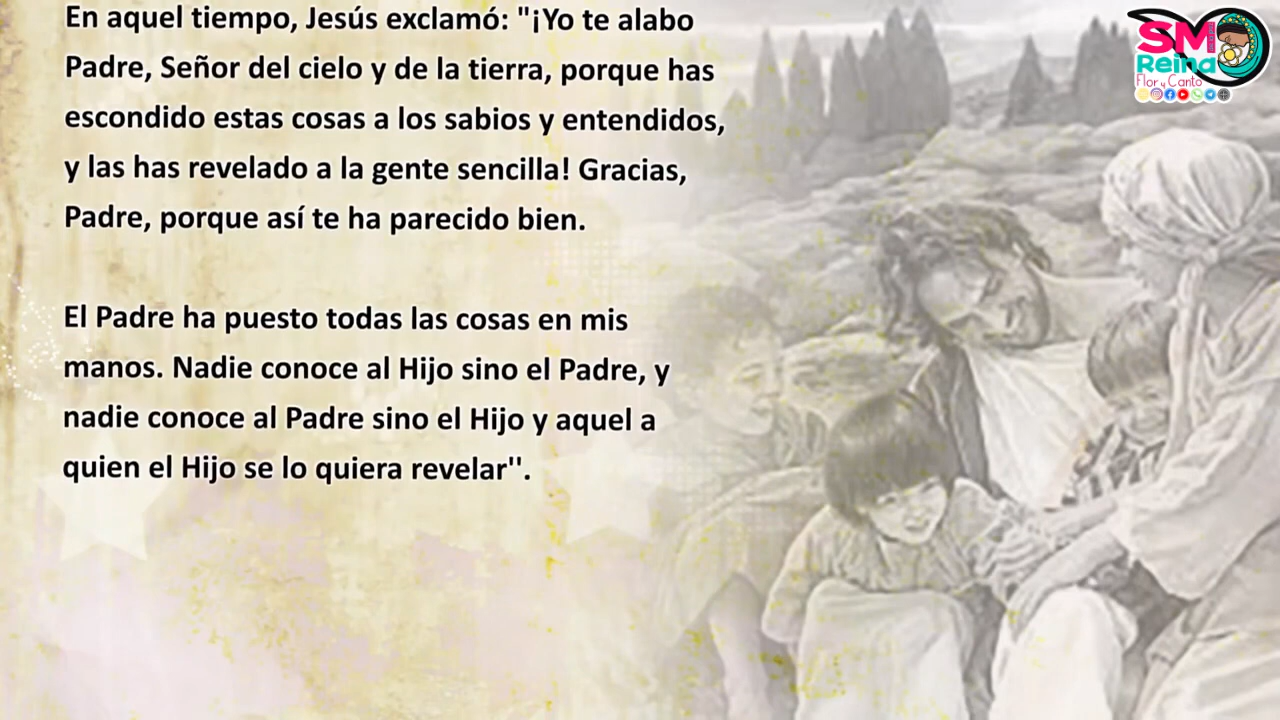 En aquel tiempo, Jesús exclamó: "¡Yo te alabo
Padre, Señor del cielo y de la tierra, porque has
escondido estas cosas a los sabios y entendidos,
y las has revelado a la gente sencilla! Gracias,
Padre, porque así te ha parecido bien.
El Padre ha puesto todas las cosas en mis
manos. Nadie conoce al Hijo sino el Padre, y
nadie conoce al Padre sino el Hijo y aquel a
quien el Hijo se lo quiera revelar".
SM
Reina
Flor y Canto